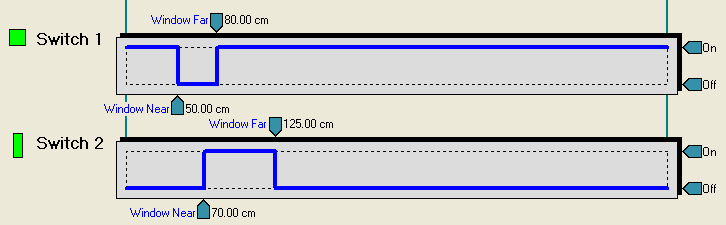 Window Far 80.00 cm
Switch 1
On
Off
Window Near 50.00 cm
Window Far 125.00 cm
Switch 2
On
Off
Window Near 70.00 cm